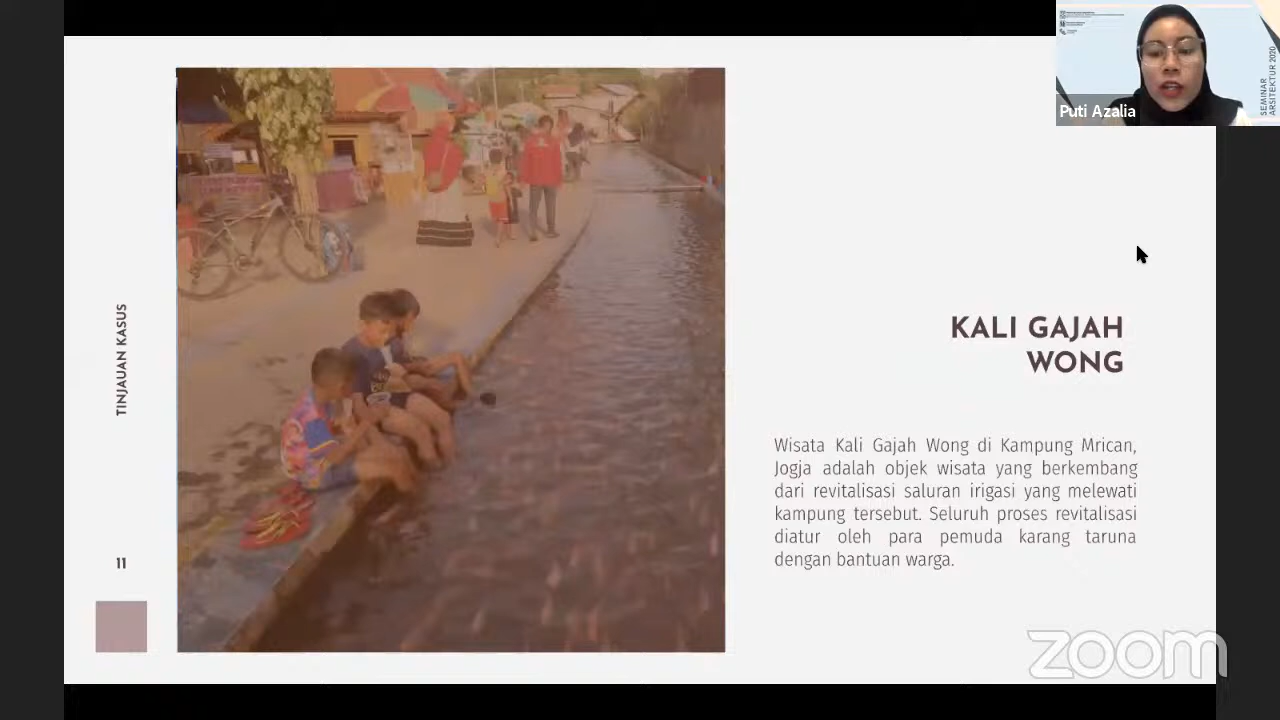 Puti Azalia
SEMINAR
ARSITEKTUR 2020
TINJAUAN KASUS
KALI GAJAH
WONG
Wisata Kali Gajah Wong di Kampung Mrican,
Jogja adalah objek wisata yang berkembang
dari revitalisasi saluran irigasi yang melewati
kampung tersebut. Seluruh proses revitalisasi
diatur oleh para pemuda karang taruna
dengan bantuan warga.
11
zoom